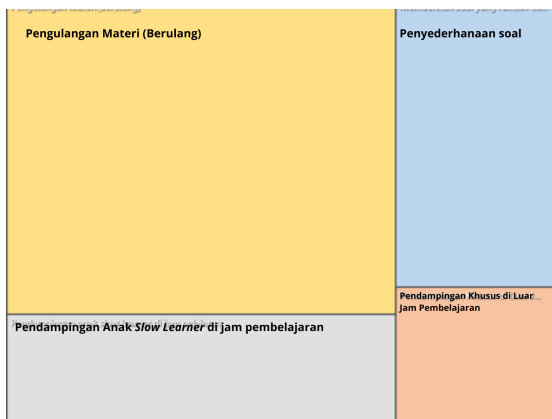 Pengulangan Materi (Berulang)
Penyederhanaan soal
Pendampingan Khusus di Luar
Jam Pembelajaran
Pendampingan Anak Slow Learner di jam pembelajaran